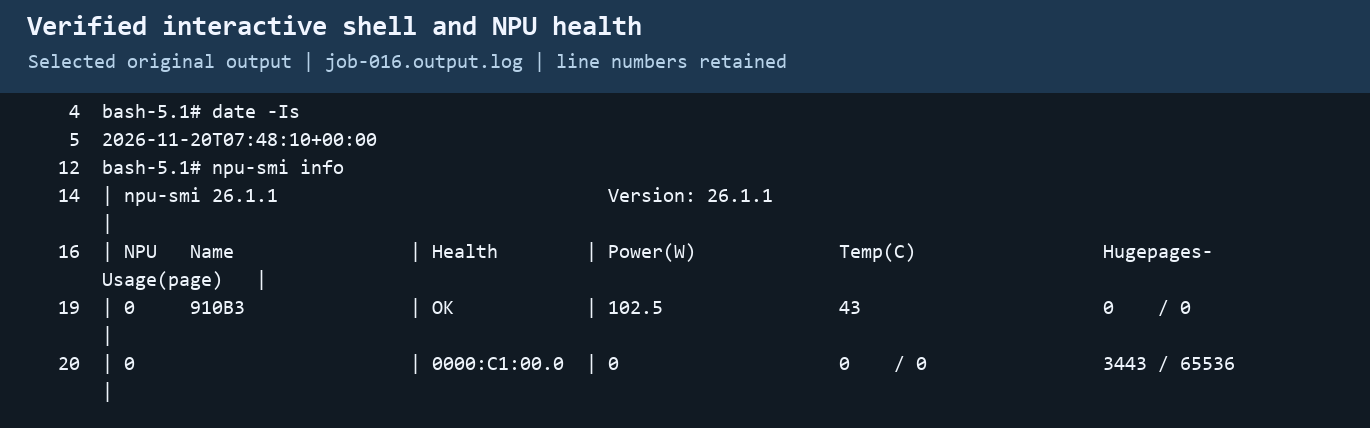 Verified interactive shell and NPU health
Selected original output | job-016.output.log | line numbers retained
4 bash-5.1# date -Is
5 2026-11-20T07:48:10+00:00
12 bash-5.1# npu-smi info
14 | npu-smi 26.1.1 Version: 26.1.1
|
16 | NPU Name | Health | Power(W) Temp(C) Hugepages-
Usage(page) |
19 | 0 910B3 | OK | 102.5 43 0 / 0
|
20 | 0 | 0000:C1:00.0 | 0 0 / 0 3443 / 65536
|